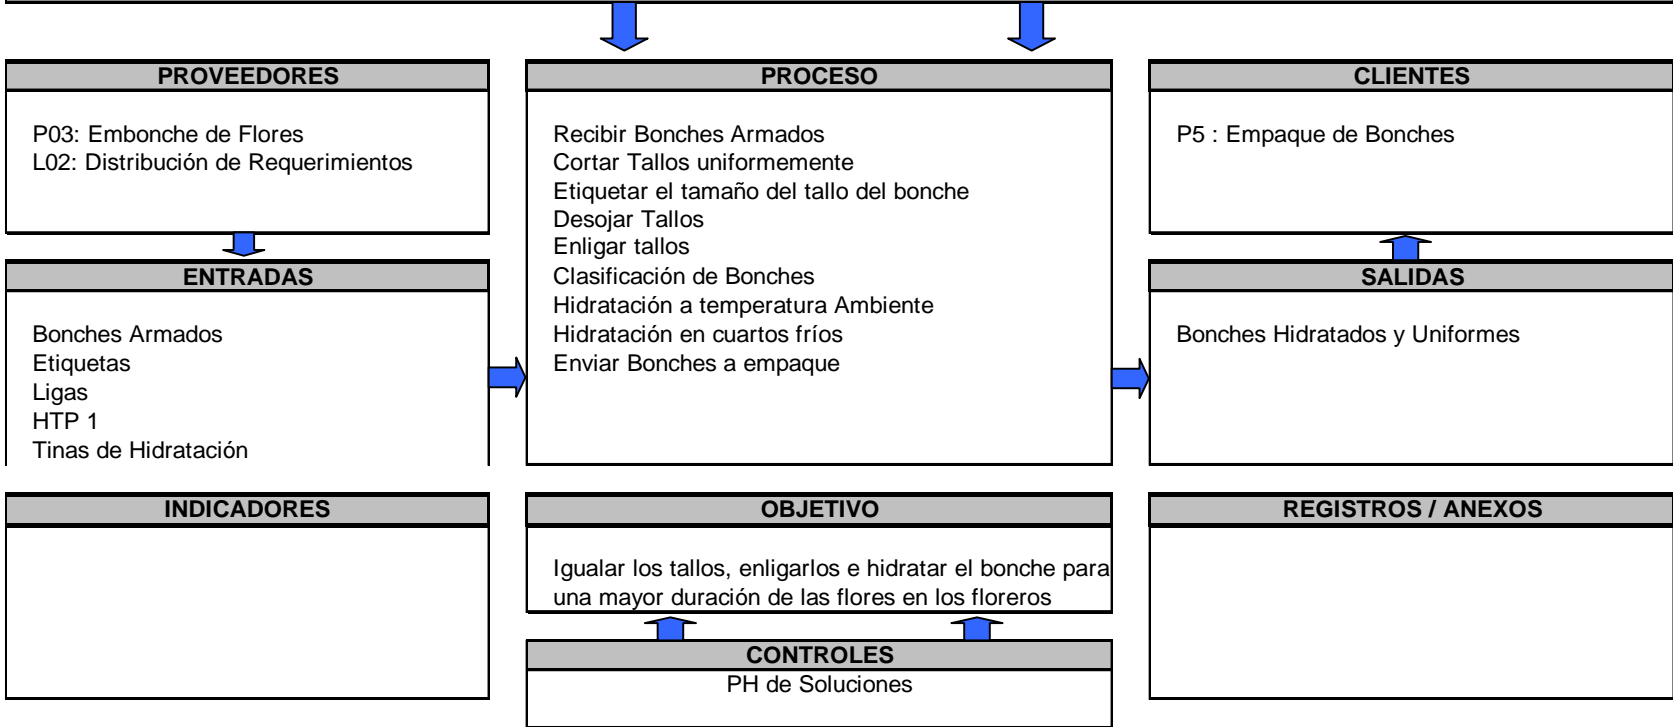 PROVEEDORES
P03: Embonche de Flores
L02: Distribución de Requerimientos
ENTRADAS
Bonches Armados
Etiquetas
Ligas
HTP 1
Tinas de Hidratación
PROCESO
Recibir Bonches Armados
Cortar Tallos uniformemente
Etiquetar el tamaño del tallo del bonche
Desojar Tallos
Enligar tallos
Clasificación de Bonches
Hidratación a temperatura Ambiente
Hidratación en cuartos fríos
Enviar Bonches a empaque
CLIENTES
P5 : Empaque de Bonches
SALIDAS
Bonches Hidratados y Uniformes
INDICADORES
OBJETIVO
Igualar los tallos, enligarlos e hidratar el bonche para
una mayor duración de las flores en los floreros
CONTROLES
PH de Soluciones
REGISTROS / ANEXOS